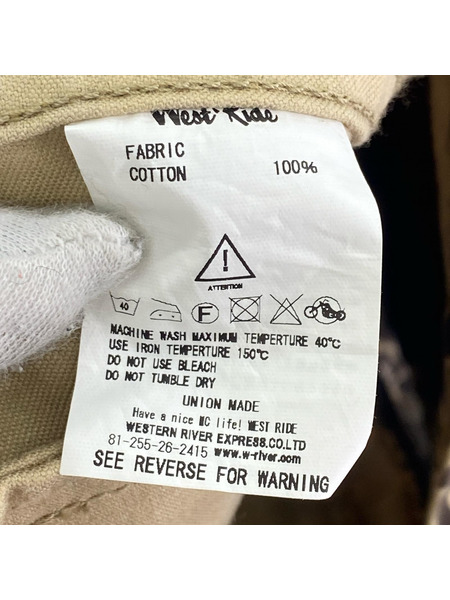 West Ride
FABRIC
COTTON 100%
!
ATTENTION
40 F
MACHINE WASH MAXIMUM TEMPERTURE 40℃
USE IRON TEMPERTURE 150℃
DO NOT USE BLEACH
DO NOT TUMBLE DRY
UNION MADE
Have a nice MC life! WEST RIDE
WESTERN RIVER EXPRESS.CO.LTD
81-255-26-2415 www.w-river.com
SEE REVERSE FOR WARNING